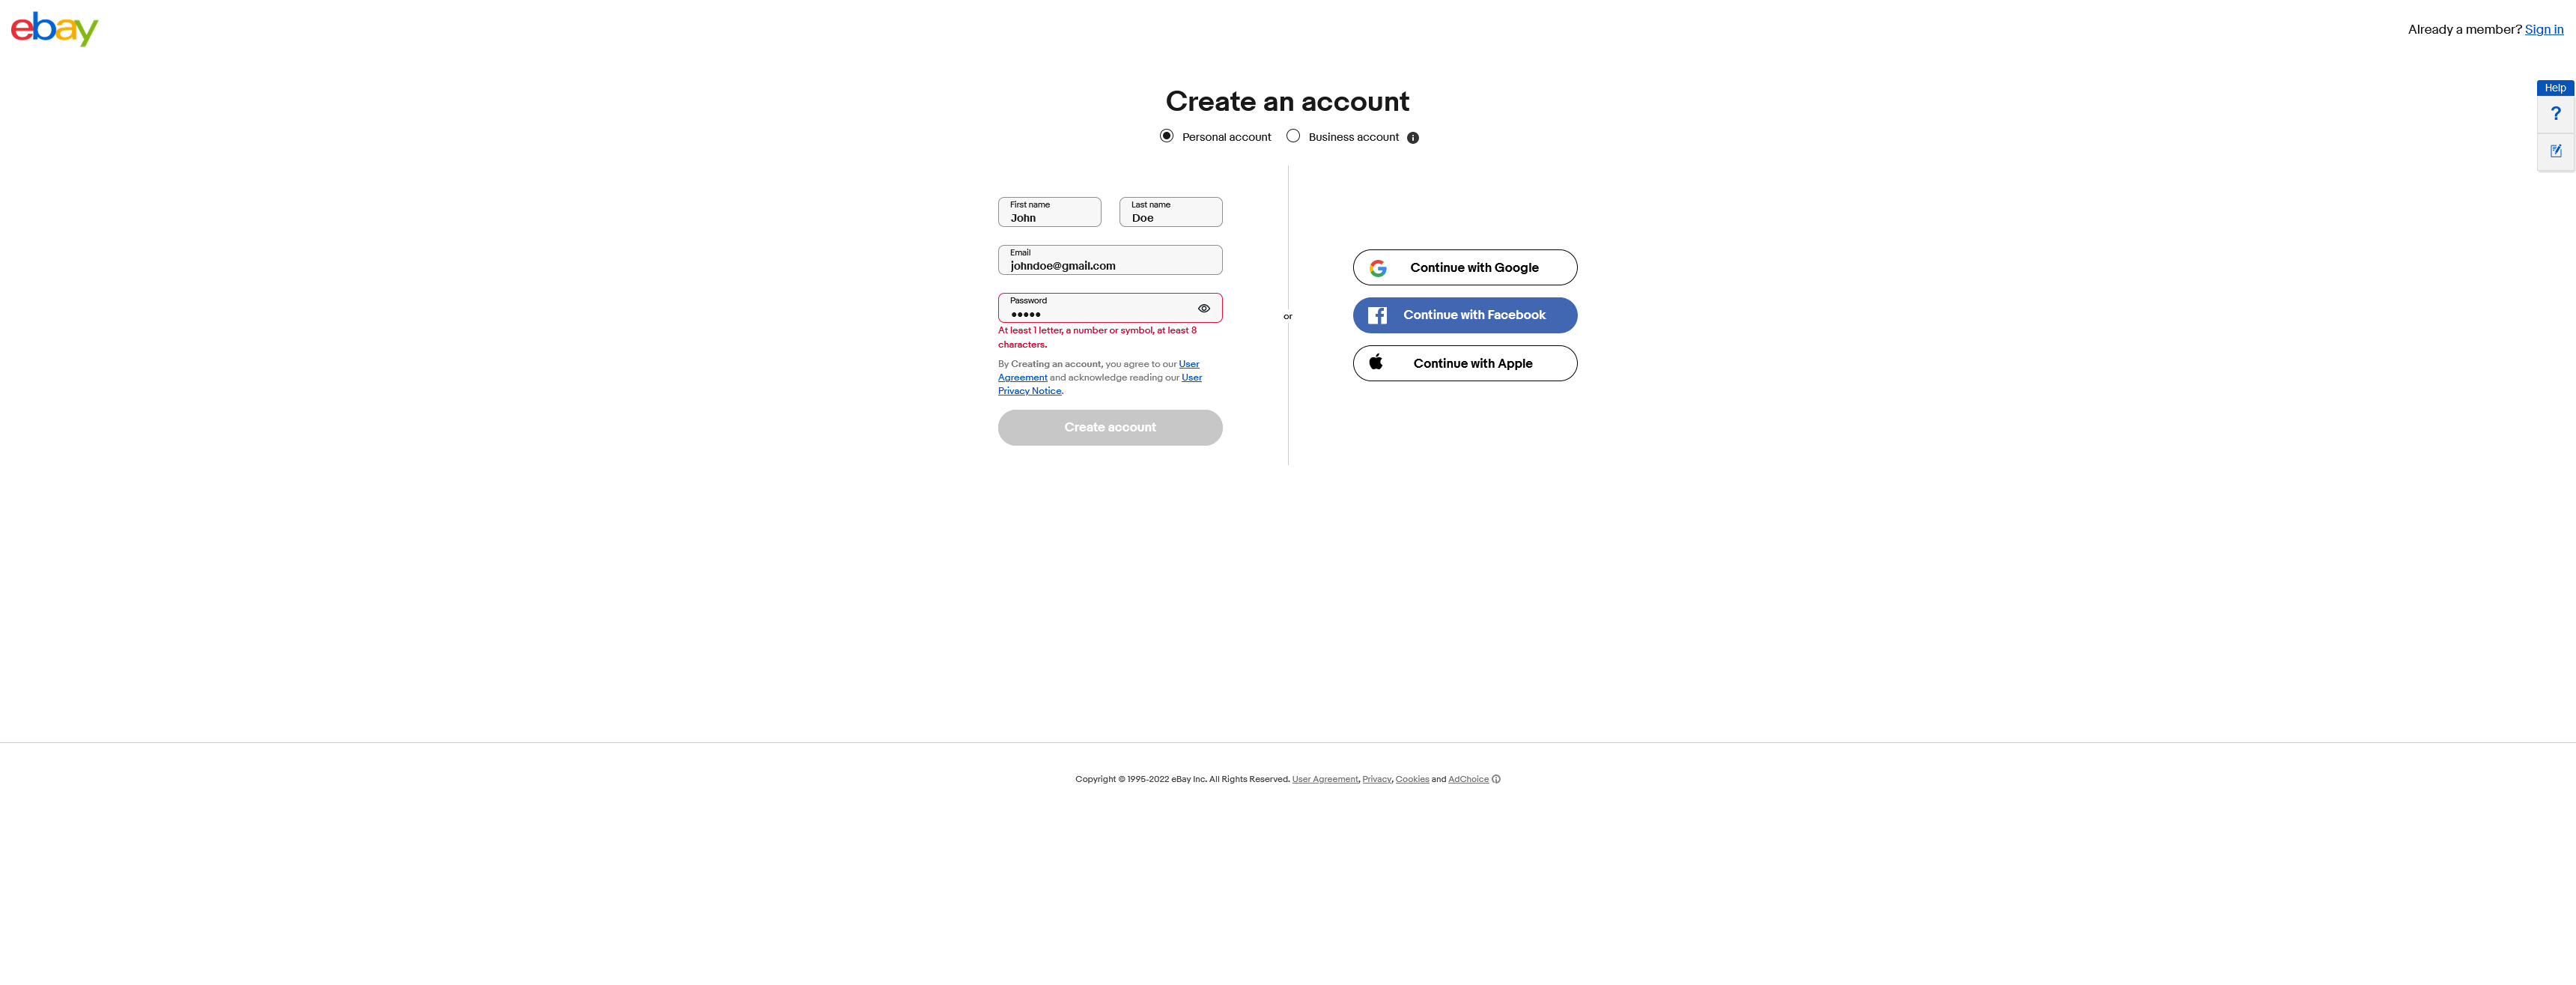 ebay
Already a member? Sign in
Help
?
Create an account
Personal account
Business account
First name
John
Last name
Doe
Email
johndoe@gmail.com
Password
At least 1 letter, a number or symbol, at least 8
characters.
By Creating an account, you agree to our User
Agreement and acknowledge reading our User
Privacy Notice.
Create account
or
Continue with Google
Continue with Facebook
Continue with Apple
Copyright © 1995-2022 eBay Inc. All Rights Reserved. User Agreement, Privacy, Cookies and AdChoice